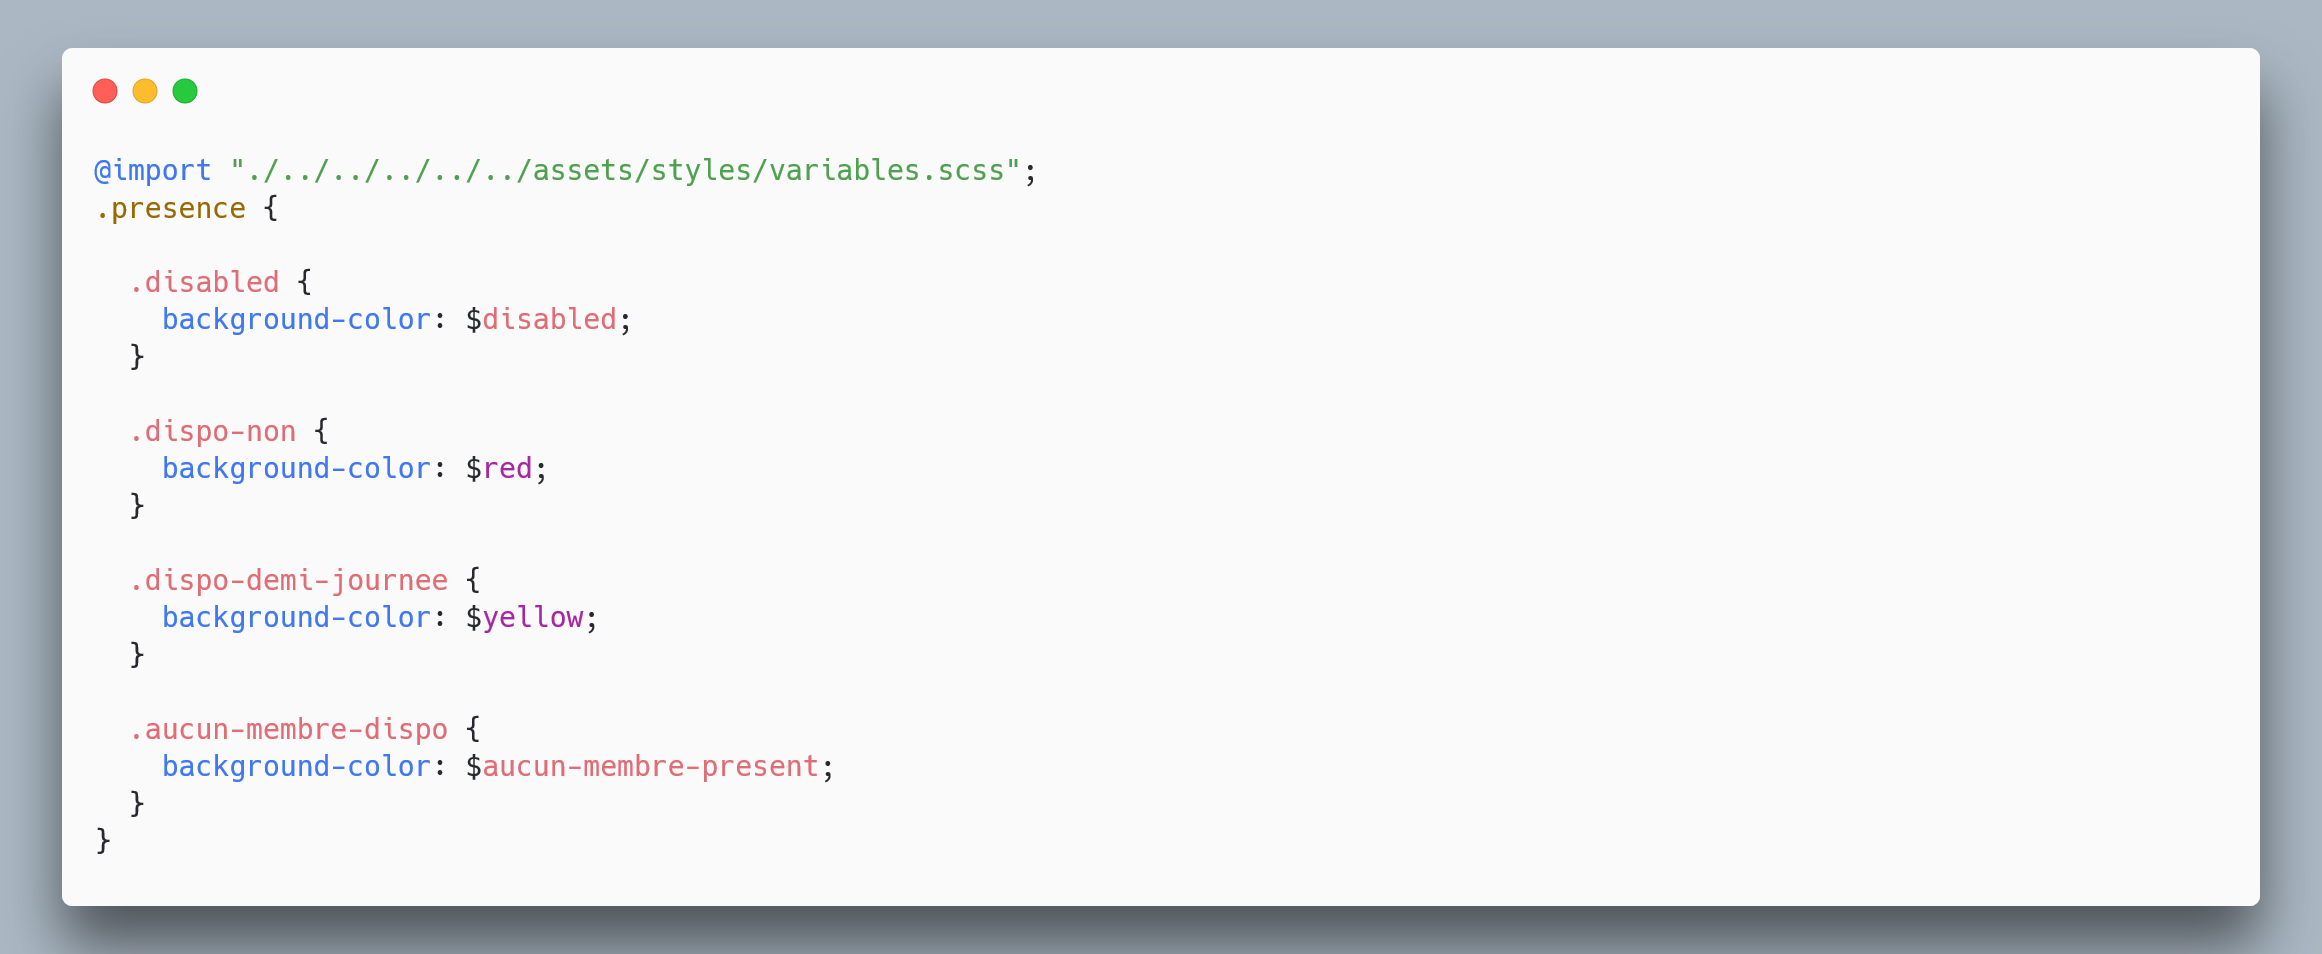 @import "./../../../../../assets/styles/variables.scss";
.presence {
.disabled {
background-color: $disabled;
}
.dispo-non {
background-color: $red;
}
.dispo-demi-journee {
background-color: $yellow;
}
.aucun-membre-dispo {
background-color: $aucun-membre-present;
}
}